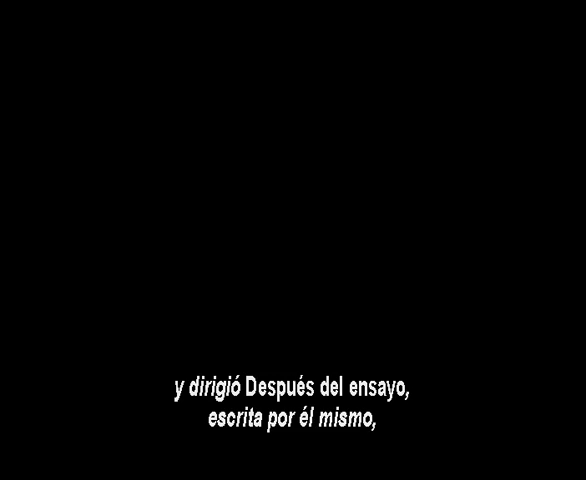 y dirigió Después del ensayo,
escrita por él mismo,